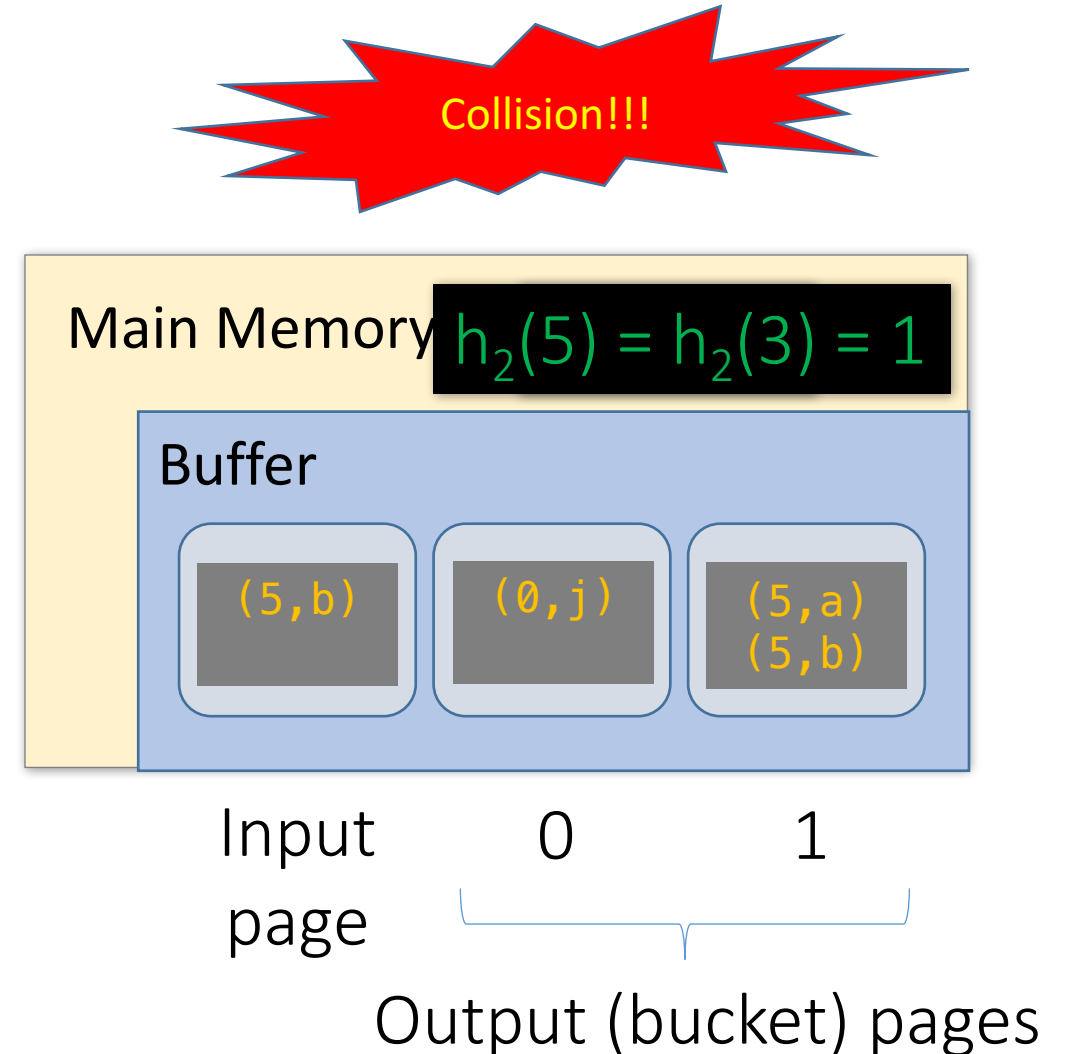 Collision!!!
Main Memory
h₂(5) = h₂(3) = 1
Buffer
(5,b)
(0,j)
(5,a)
(5,b)
Input page
0
1
Output (bucket) pages